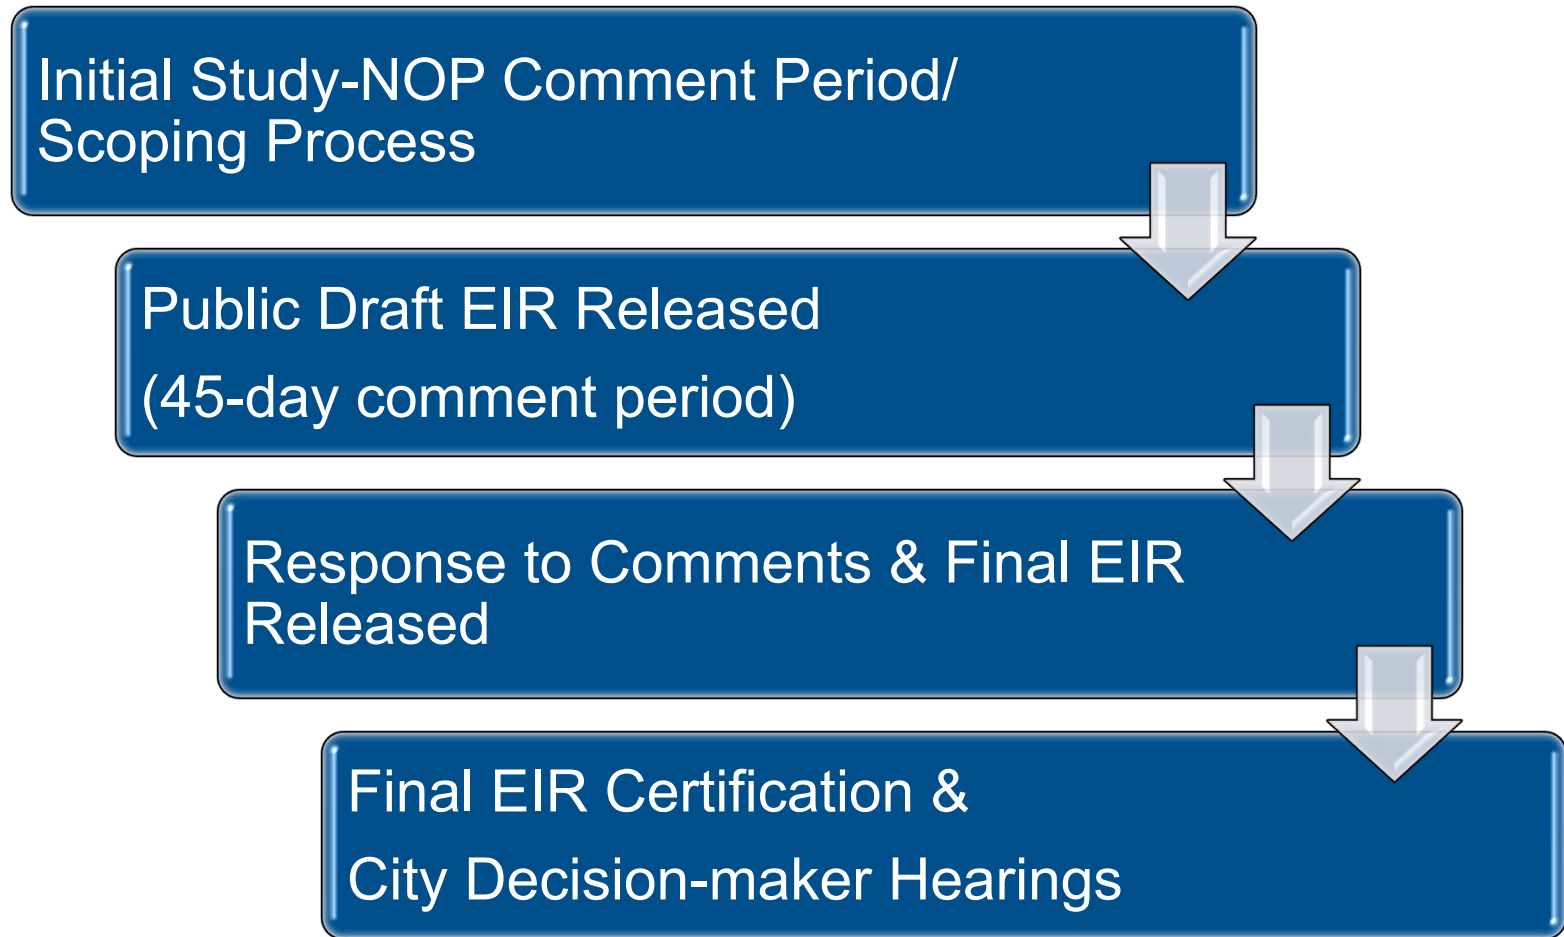 Initial Study-NOP Comment Period/
Scoping Process
Public Draft EIR Released
(45-day comment period)
Response to Comments & Final EIR
Released
Final EIR Certification &
City Decision-maker Hearings